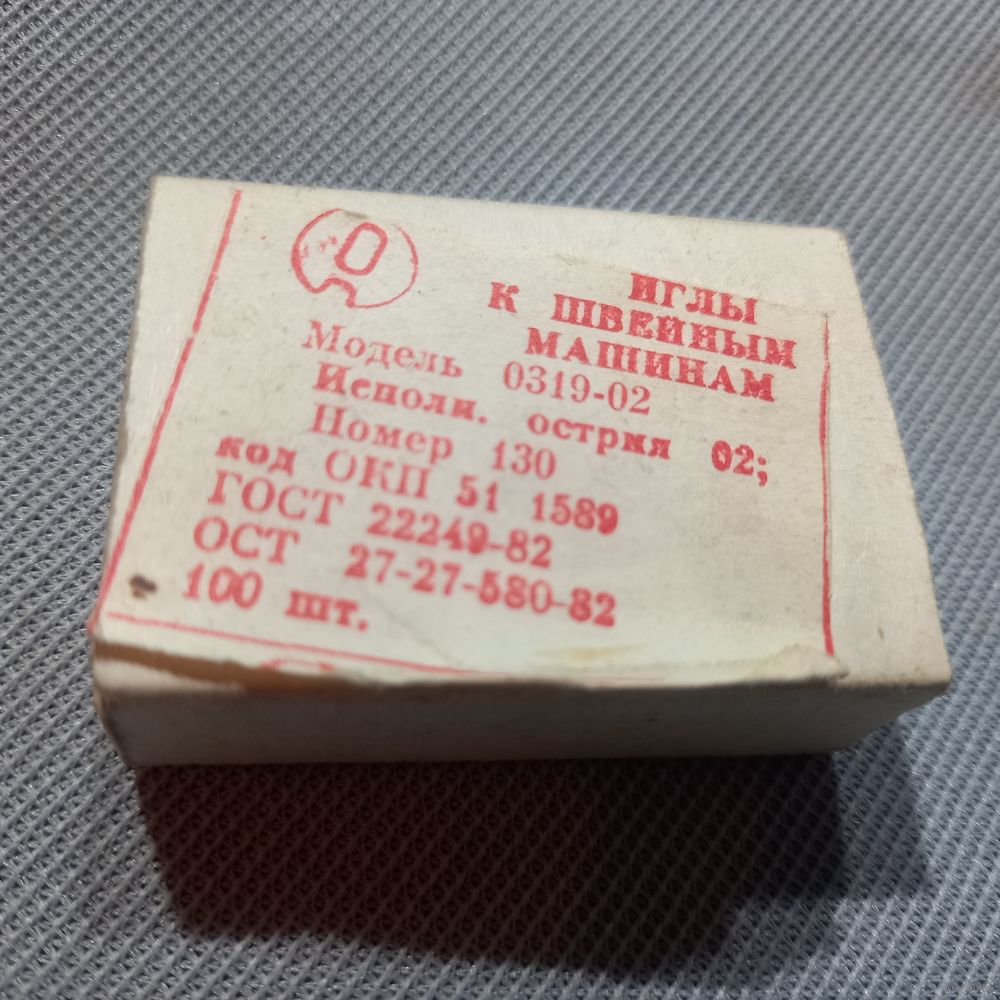 ИГЛЫ
К ШВЕЙНЫМ
МАШИНАМ
Модель 0319-02
Исполн. острия 02;
Номер 130
код ОКП 51 1589
ГОСТ 22249-82
ОСТ 27-27-580-82
100 шт.